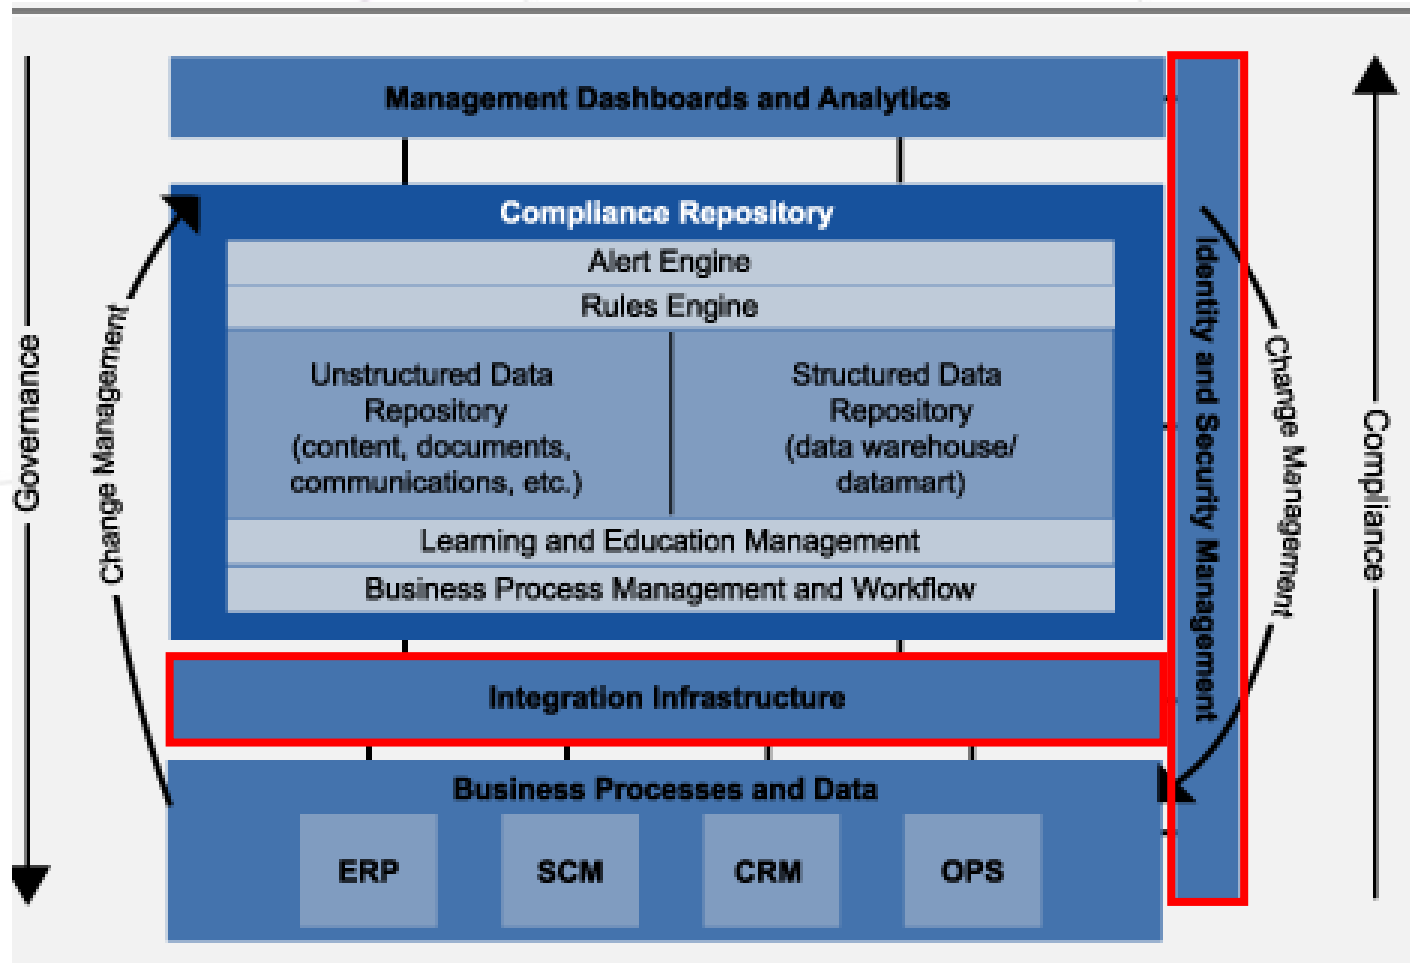 Management Dashboards and Analytics
Compliance Repository
Alert Engine
Rules Engine
Unstructured Data
Repository
(content, documents,
communications, etc.)
Structured Data
Repository
(data warehouse/
datamart)
Learning and Education Management
Business Process Management and Workflow
Integration Infrastructure
Business Processes and Data
ERP
SCM
CRM
OPS
Governance
Change Management
Identity and Security Management
Change Management
Compliance